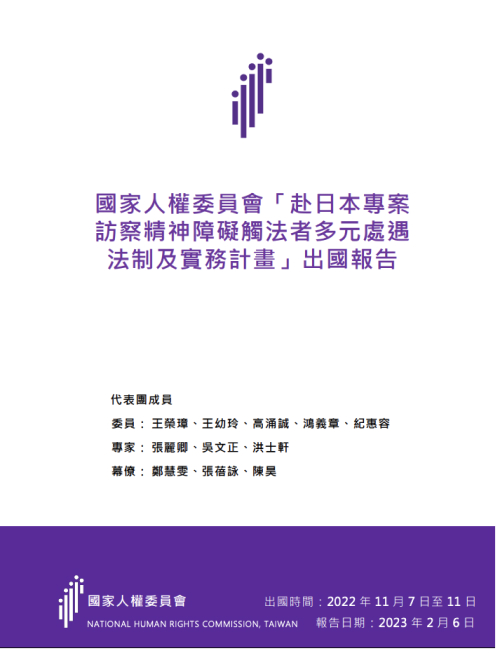 國家人權委員會「赴日本專案
訪察精神障礙觸法者多元處遇
法制及實務計畫」出國報告
代表團成員
委員：王榮璋、王幼玲、高涌誠、鴻義章、紀惠容
專家：張麗卿、吳文正、洪士軒
幕僚：鄭慧雯、張蓓詠、陳昊
國家人權委員會
NATIONAL HUMAN RIGHTS COMMISSION, TAIWAN
出國時間：2022 年 11 月 7 日至 11 日
報告日期：2023 年 2 月 6 日